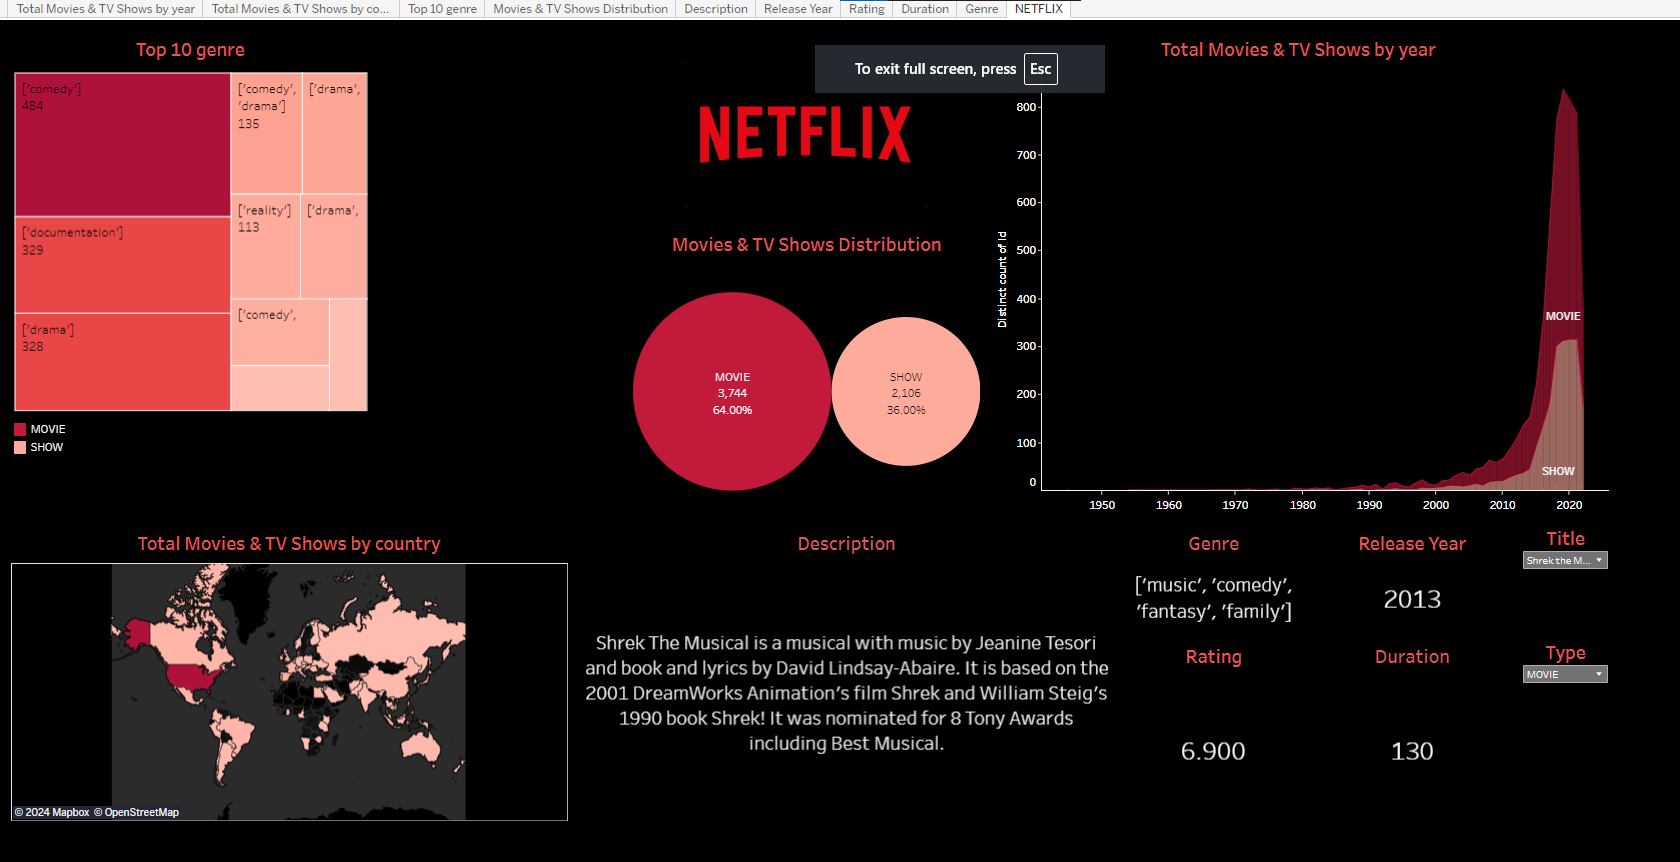 Total Movies & TV Shows by year
Total Movies & TV Shows by co...
Top 10 genre
Movies & TV Shows Distribution
Description
Release Year
Rating
Duration
Genre
NETFLIX
Top 10 genre
['comedy']
484
['comedy',
'drama']
135
['drama',
['documentation']
329
['reality']
113
['drama',
['drama']
328
['comedy',
MOVIE
SHOW
To exit full screen, press Esc
NETFLIX
Movies & TV Shows Distribution
MOVIE
3,744
64.00%
SHOW
2,106
36.00%
Total Movies & TV Shows by year
Distinct count of Id
800
700
600
500
400
300
200
100
0
MOVIE
SHOW
1950
1960
1970
1980
1990
2000
2010
2020
Total Movies & TV Shows by country
© 2024 Mapbox © OpenStreetMap
Description
Shrek The Musical is a musical with music by Jeanine Tesori
and book and lyrics by David Lindsay-Abaire. It is based on the
2001 DreamWorks Animation's film Shrek and William Steig's
1990 book Shrek! It was nominated for 8 Tony Awards
including Best Musical.
Genre
['music', 'comedy',
'fantasy', 'family']
Release Year
2013
Title
Shrek the M...
Rating
6.900
Duration
130
Type
MOVIE